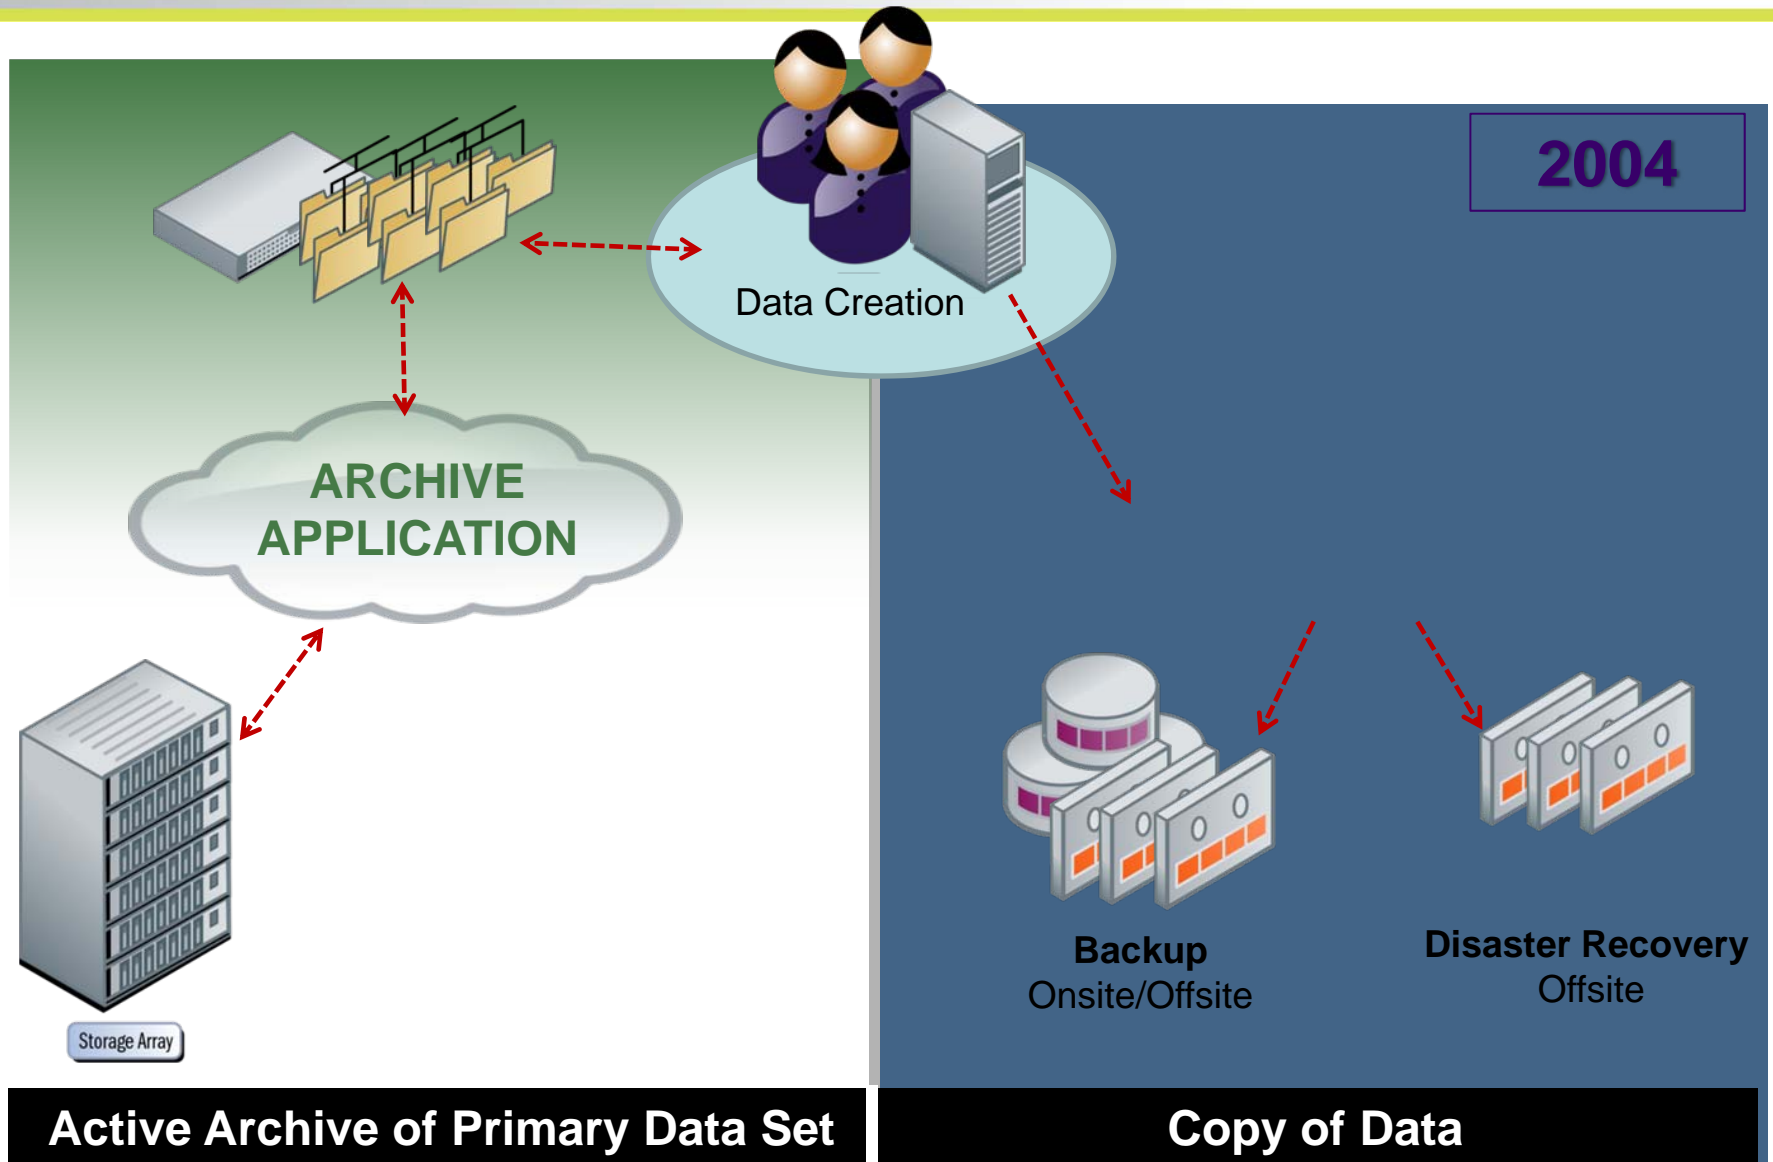 2004
Data Creation
ARCHIVE
APPLICATION
Storage Array
Backup
Onsite/Offsite
Disaster Recovery
Offsite
Active Archive of Primary Data Set
Copy of Data